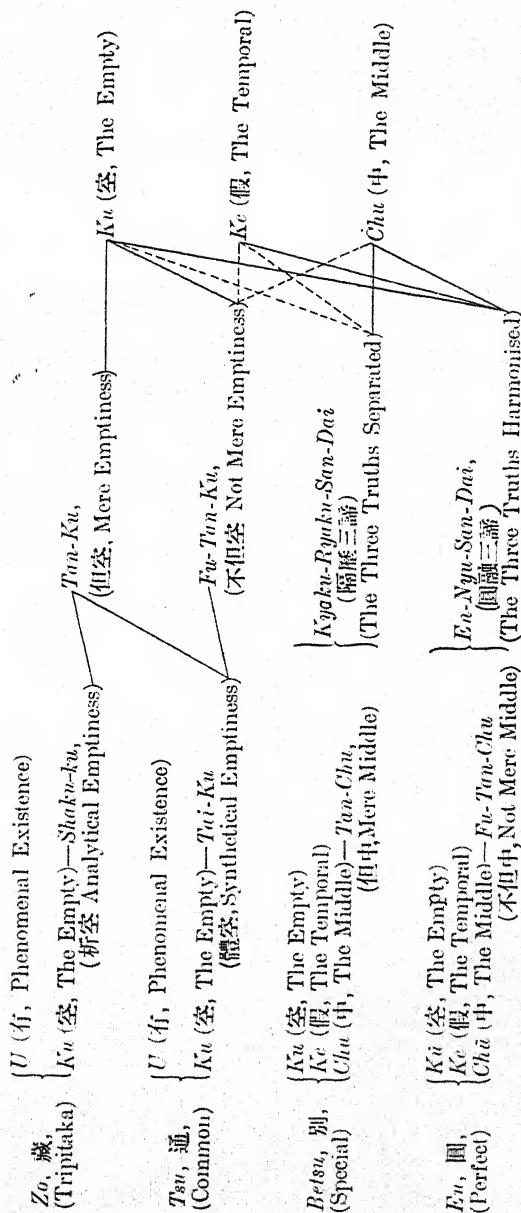 Zo, 藏,
(Tripitaka)
U (有, Phenomenal Existence)
Ku (空, The Empty)—Shaku-ku,
(析空 Analytical Emptiness)
Tan-Ku,
(但空, Mere Emptiness)
Ku (空, The Empty)
Tsu, 通,
(Common)
U (有, Phenomenal Existence)
Ku (空, The Empty)—Tai-Ku
(體空, Synthetical Emptiness)
Fu-Tan-Ku,
(不但空 Not Mere Emptiness)
Ke (假, The Temporal)
Betsu, 別,
(Special)
Ku (空, The Empty)
Ke (假, The Temporal)
Chu (中, The Middle)—Tan-Chu,
(但中, Mere Middle)
Kyaku-Ryaku-San-Dai
(隔歷三諦)
(The Three Truths Separated)
Chu (中, The Middle)
En, 圓,
(Perfect)
Kū (空, The Empty)
Ke (假, The Temporal)
Chū (中, The Middle)—Fu-Tan-Chu
(不但中, Not Mere Middle)
En-Nyu-San-Dai,
(圓融三諦)
(The Three Truths Harmonised)